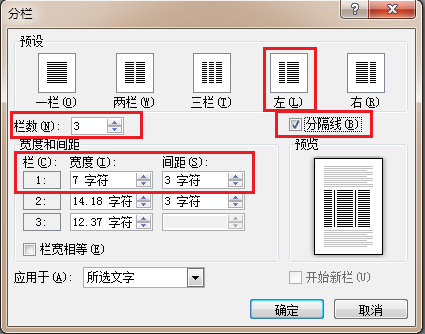 分栏
预设
一栏(O) 两栏(W) 三栏(T) 左(L) 右(R)
栏数(N): 3 分隔线(B)
宽度和间距 预览
栏(C): 宽度(I): 间距(S):
1: 7 字符 3 字符
2: 14.18 字符 3 字符
3: 12.37 字符
栏宽相等(E)
应用于(A): 所选文字 开始新栏(U)
确定 取消